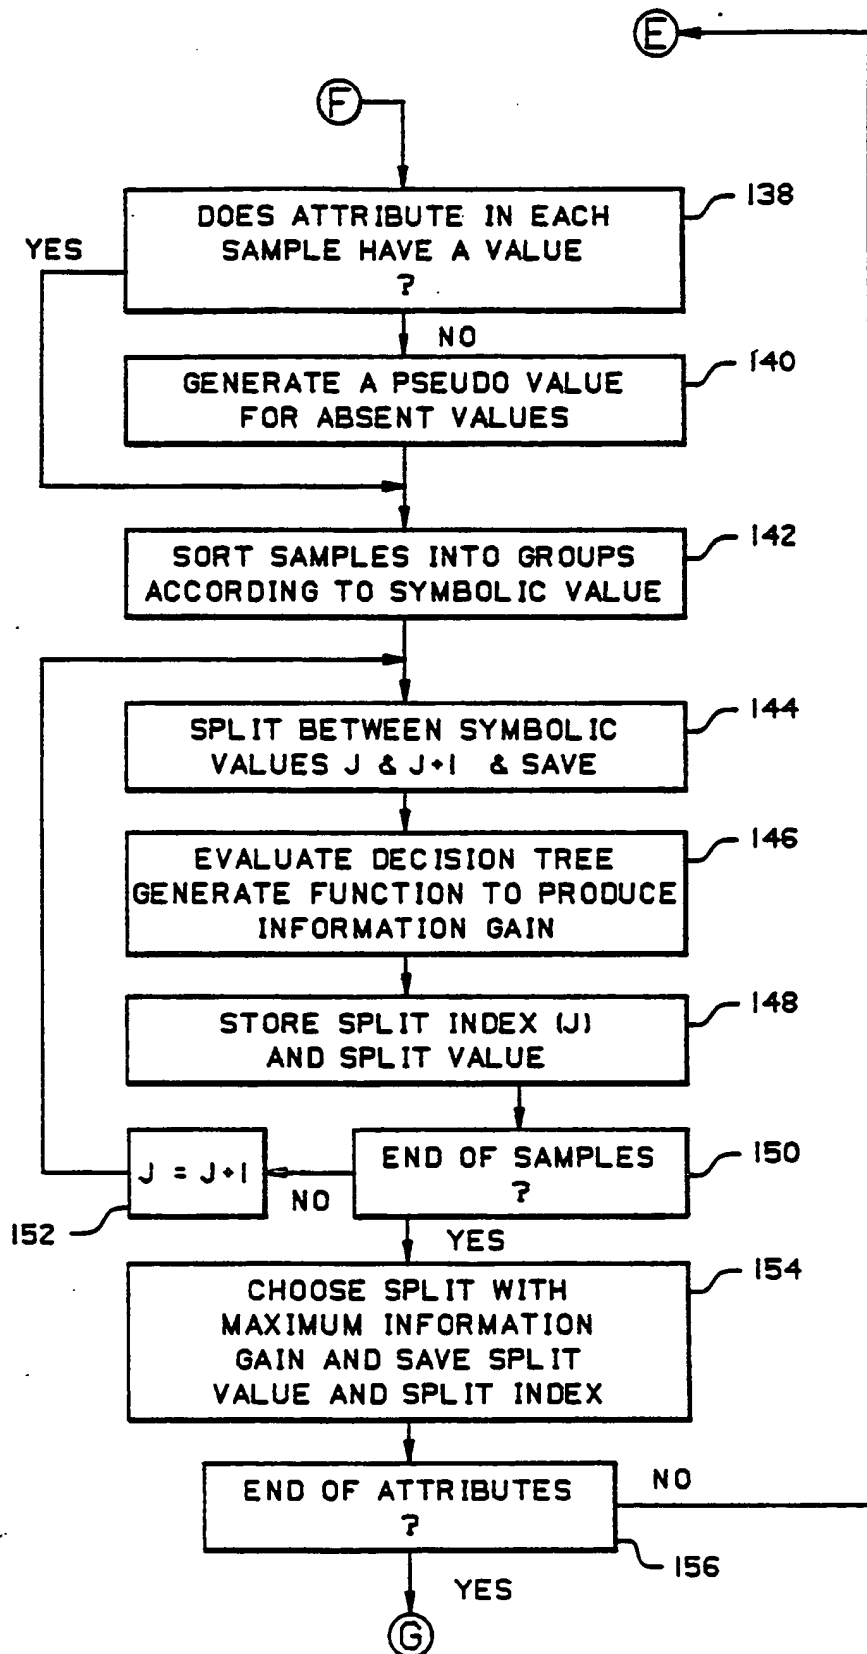 E
F
138
DOES ATTRIBUTE IN EACH
SAMPLE HAVE A VALUE
?
YES
NO
140
GENERATE A PSEUDO VALUE
FOR ABSENT VALUES
142
SORT SAMPLES INTO GROUPS
ACCORDING TO SYMBOLIC VALUE
144
SPLIT BETWEEN SYMBOLIC
VALUES J & J+1 & SAVE
146
EVALUATE DECISION TREE
GENERATE FUNCTION TO PRODUCE
INFORMATION GAIN
148
STORE SPLIT INDEX (J)
AND SPLIT VALUE
150
END OF SAMPLES
?
J = J+1
NO
152
YES
154
CHOOSE SPLIT WITH
MAXIMUM INFORMATION
GAIN AND SAVE SPLIT
VALUE AND SPLIT INDEX
END OF ATTRIBUTES
?
NO
156
YES
G